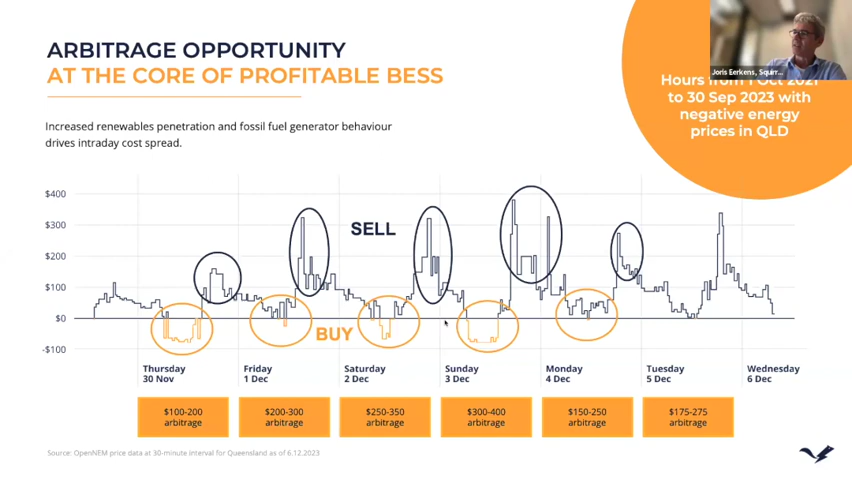 ARBITRAGE OPPORTUNITY
AT THE CORE OF PROFITABLE BESS
Increased renewables penetration and fossil fuel generator behaviour
drives intraday cost spread.
Joris Eerkens, Squirr...
Hours from 1 Oct 2021
to 30 Sep 2023 with
negative energy
prices in QLD
$400
$300
$200
$100
$0
-$100
SELL
BUY
Thursday
30 Nov
Friday
1 Dec
Saturday
2 Dec
Sunday
3 Dec
Monday
4 Dec
Tuesday
5 Dec
Wednesday
6 Dec
$100-200
arbitrage
$200-300
arbitrage
$250-350
arbitrage
$300-400
arbitrage
$150-250
arbitrage
$175-275
arbitrage
Source: OpenNEM price data at 30-minute interval for Queensland as of 6.12.2023